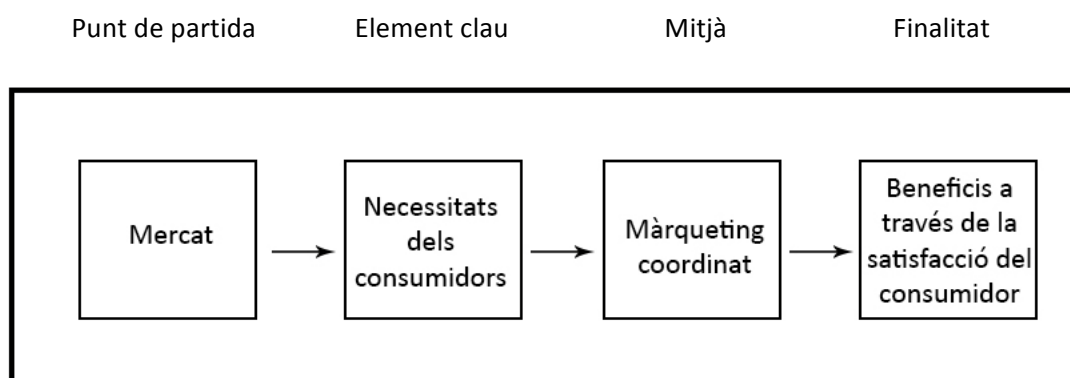 Punt de partida
Element clau
Mitjà
Finalitat
Mercat
Necessitats
dels
consumidors
Màrqueting
coordinat
Beneficis a
través de la
satisfacció del
consumidor